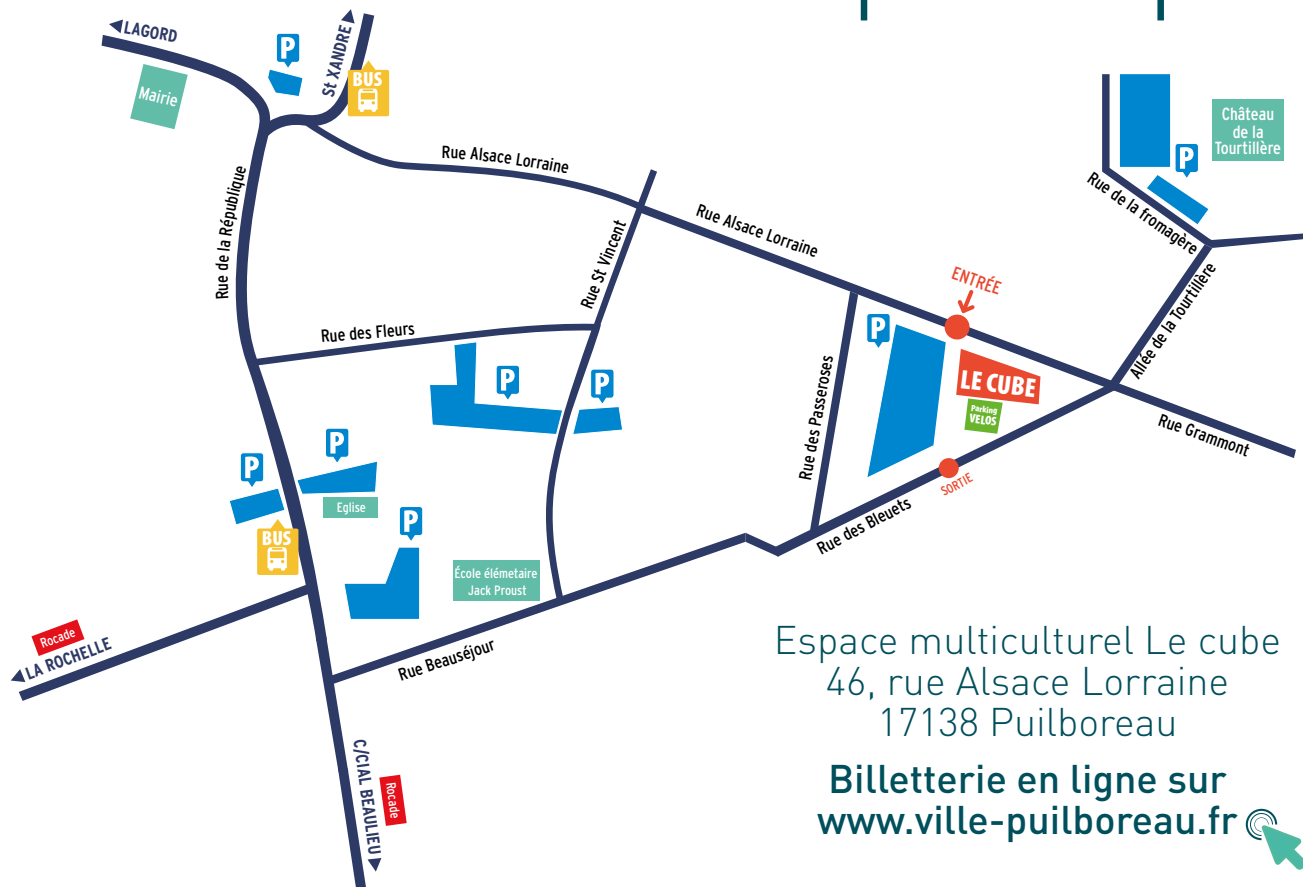 LAGORD
P
St XANDRE
BUS
Mairie
Château
de la
Tourtillère
P
Rue Alsace Lorraine
Rue de la République
Rue St Vincent
Rue Alsace Lorraine
Rue de la fromagère
ENTRÉE
Allée de la Tourtillère
Rue des Fleurs
P
P
P
LE CUBE
Parking
VELOS
Rue des Passeroses
Rue Grammont
P
P
Eglise
SORTIE
Rue des Bleuets
BUS
P
École élémetaire
Jack Proust
Rocade
LA ROCHELLE
Rue Beauséjour
C/CIAL BEAULIEU
Rocade
Espace multiculturel Le cube
46, rue Alsace Lorraine
17138 Puilboreau
Billetterie en ligne sur
www.ville-puilboreau.fr